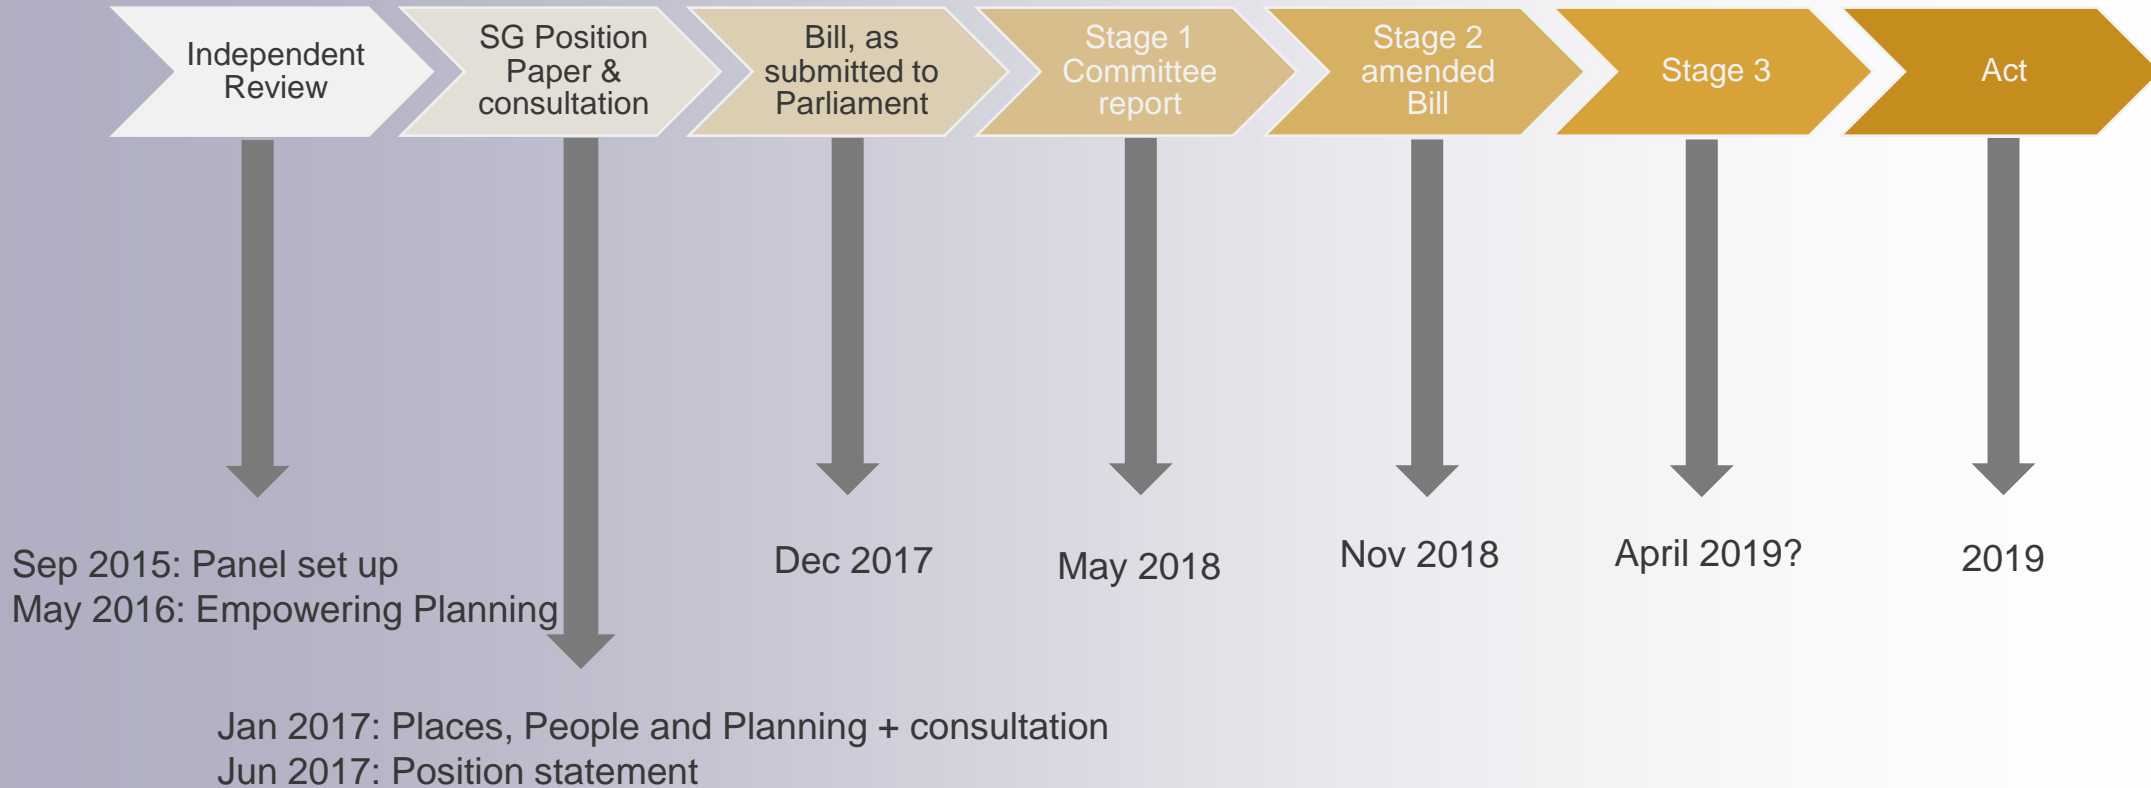 Independent
Review
SG Position
Paper &
consultation
Bill, as
submitted to
Parliament
Stage 1
Committee
report
Stage 2
amended
Bill
Stage 3
Act
Sep 2015: Panel set up
May 2016: Empowering Planning
Dec 2017
May 2018
Nov 2018
April 2019?
2019
Jan 2017: Places, People and Planning + consultation
Jun 2017: Position statement